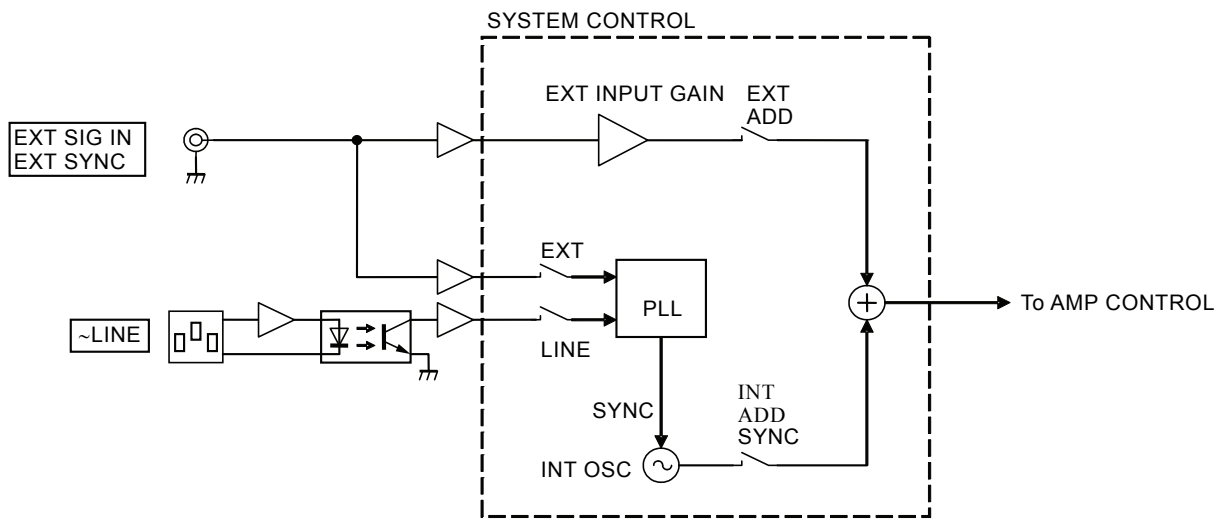 SYSTEM CONTROL
EXT INPUT GAIN
EXT
ADD
EXT SIG IN
EXT SYNC
EXT
PLL
To AMP CONTROL
~LINE
LINE
SYNC
INT
ADD
SYNC
INT OSC